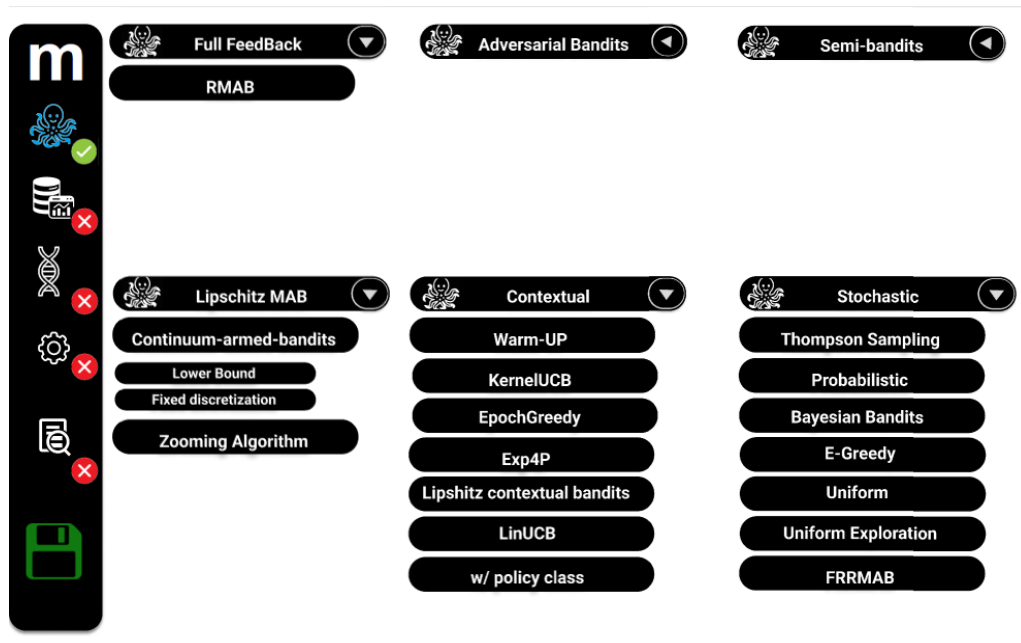 m
Full FeedBack
RMAB
Adversarial Bandits
Semi-bandits
Lipschitz MAB
Continuum-armed-bandits
Lower Bound
Fixed discretization
Zooming Algorithm
Contextual
Warm-UP
KernelUCB
EpochGreedy
Exp4P
Lipshitz contextual bandits
LinUCB
w/ policy class
Stochastic
Thompson Sampling
Probabilistic
Bayesian Bandits
E-Greedy
Uniform
Uniform Exploration
FRRMAB